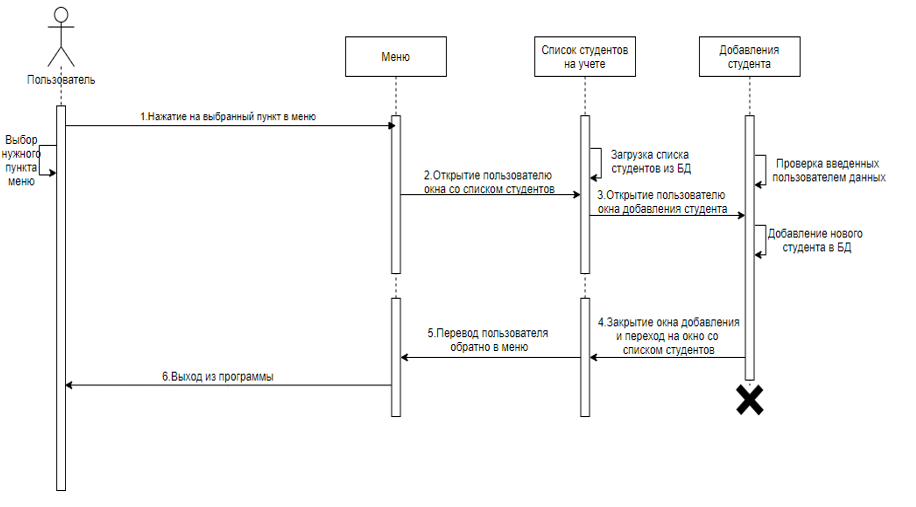 Пользователь
Меню
Список студентов
на учете
Добавления
студента
1.Нажатие на выбранный пункт в меню
Выбор
нужного
пункта
меню
2.Открытие пользователю
окна со списком студентов
Загрузка списка
студентов из БД
3.Открытие пользователю
окна добавления студента
Проверка введенных
пользователем данных
Добавление нового
студента в БД
4.Закрытие окна добавления
и переход на окно со
списком студентов
5.Перевод пользователя
обратно в меню
6.Выход из программы